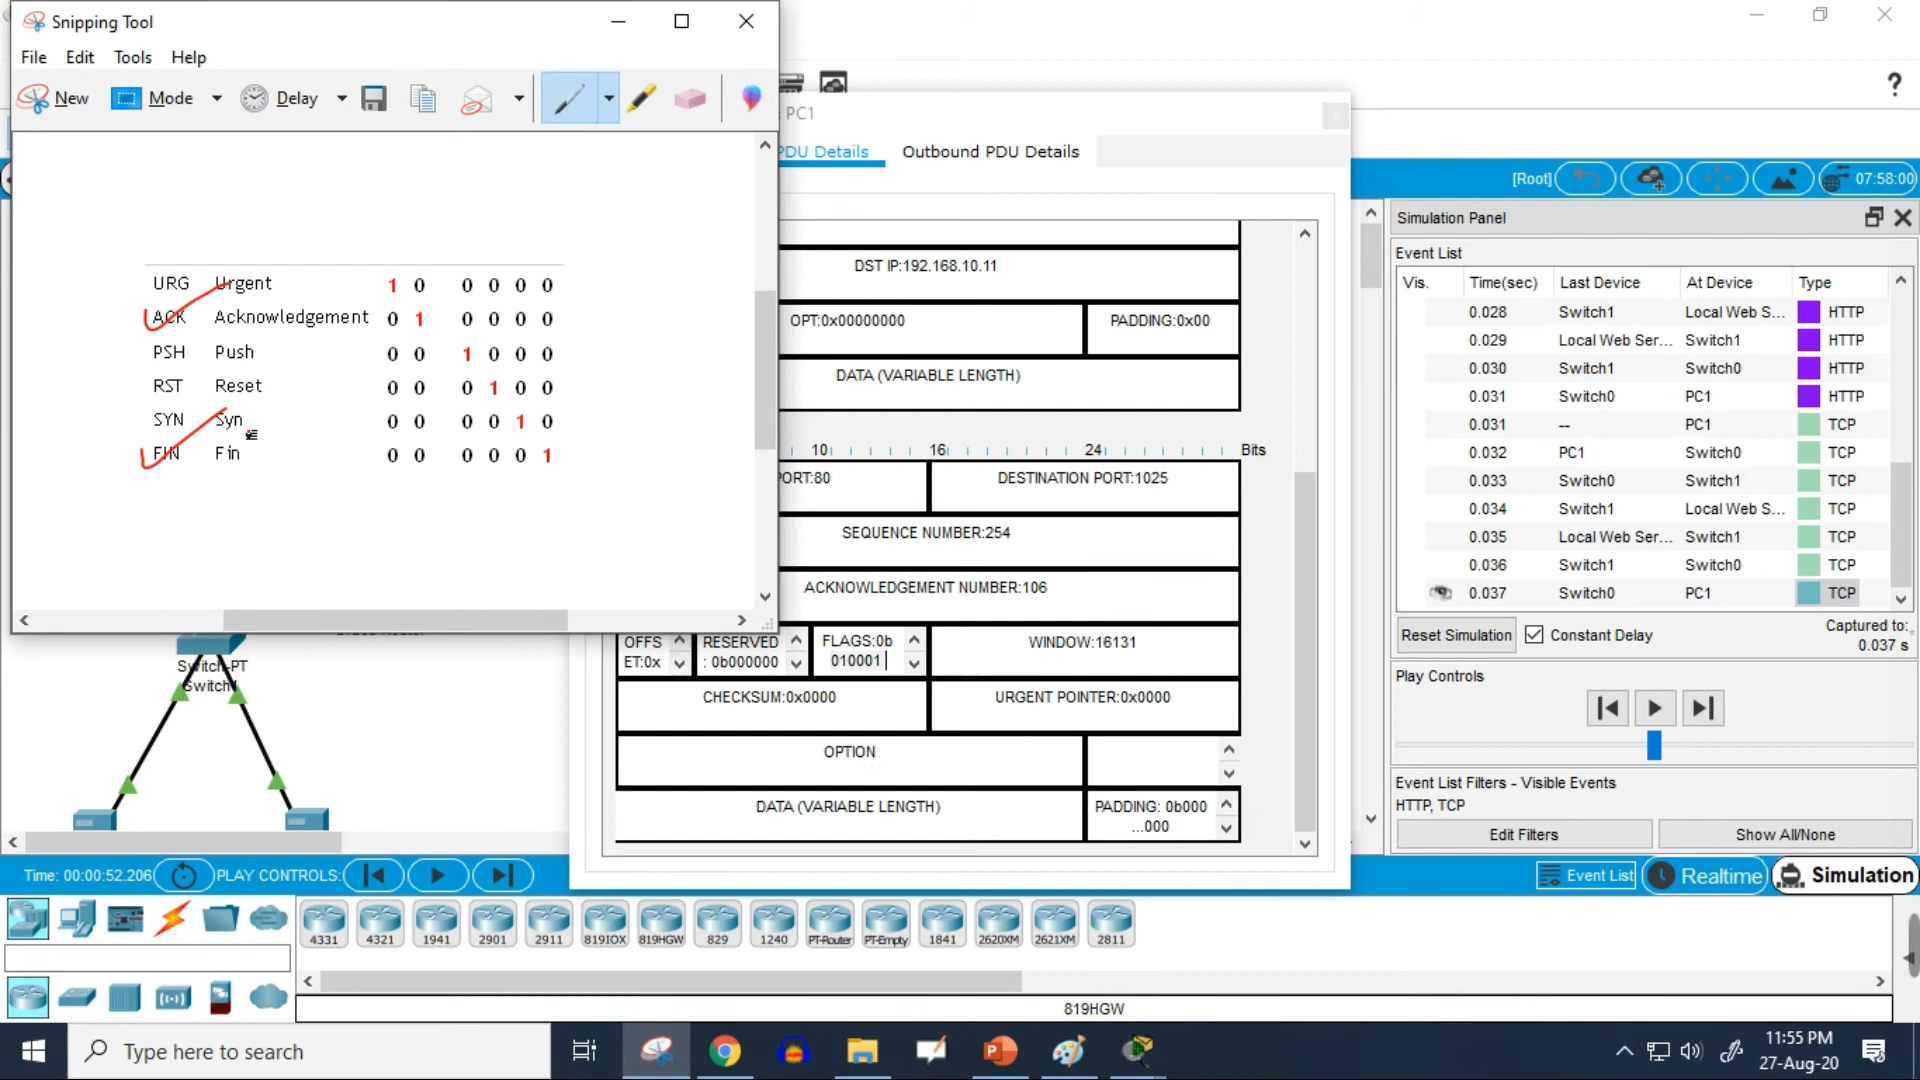 Snipping Tool
File Edit Tools Help
New Mode Delay
URG Urgent 1 0 0 0 0 0
ACK Acknowledgement 0 1 0 0 0 0
PSH Push 0 0 1 0 0 0
RST Reset 0 0 0 1 0 0
SYN Syn 0 0 0 0 1 0
FIN Fin 0 0 0 0 0 1
PC1
PDU Details Outbound PDU Details
DST IP:192.168.10.11
OPT:0x00000000 PADDING:0x00
DATA (VARIABLE LENGTH)
10 16 24 Bits
PORT:80 DESTINATION PORT:1025
SEQUENCE NUMBER:254
ACKNOWLEDGEMENT NUMBER:106
OFFS
ET:0x
RESERVED
: 0b000000
FLAGS:0b
010001
WINDOW:16131
CHECKSUM:0x0000 URGENT POINTER:0x0000
OPTION
DATA (VARIABLE LENGTH)
PADDING: 0b000
...000
Switch-PT
Switch1
[Root] 07:58:00
Simulation Panel
Event List
Vis. Time(sec) Last Device At Device Type
0.028 Switch1 Local Web S... HTTP
0.029 Local Web Ser... Switch1 HTTP
0.030 Switch1 Switch0 HTTP
0.031 Switch0 PC1 HTTP
0.031 -- PC1 TCP
0.032 PC1 Switch0 TCP
0.033 Switch0 Switch1 TCP
0.034 Switch1 Local Web S... TCP
0.035 Local Web Ser... Switch1 TCP
0.036 Switch1 Switch0 TCP
0.037 Switch0 PC1 TCP
Reset Simulation Constant Delay
Captured to:
0.037 s
Play Controls
Event List Filters - Visible Events
HTTP, TCP
Edit Filters Show All/None
Time: 00:00:52.206 PLAY CONTROLS: Event List Realtime Simulation
4331 4321 1941 2901 2911 819IOX 819HGW 829 1240 PT-Router PT-Empty 1841 2620XM 2621XM 2811
819HGW
Type here to search
11:55 PM
27-Aug-20